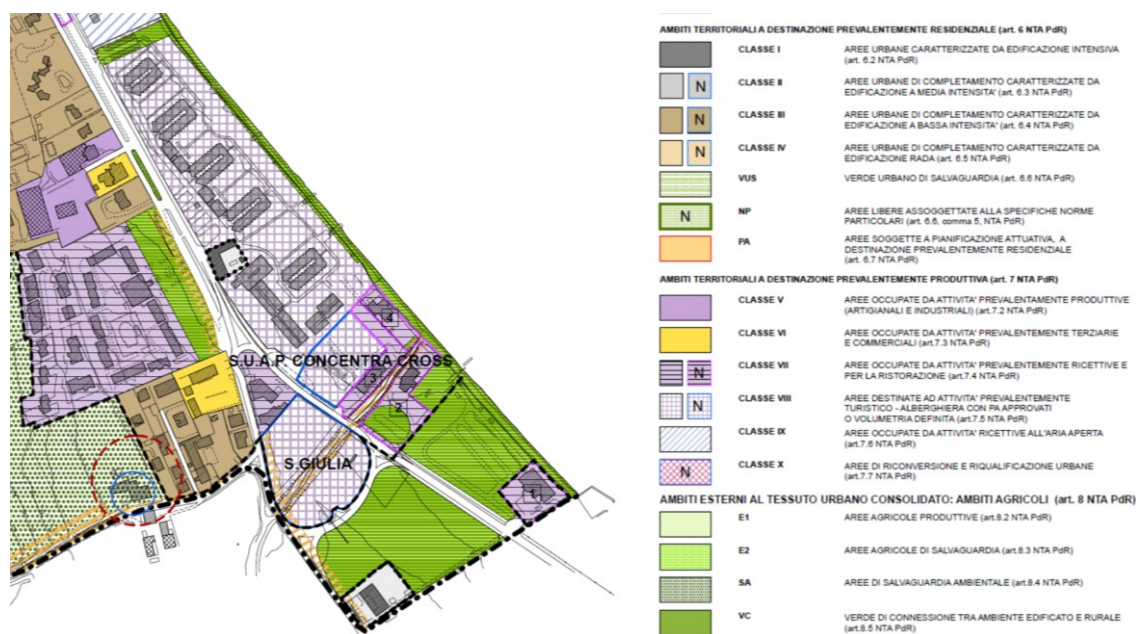 4
S.U.A.P. CONCENTRA CROSS
3
2
S.GIULIA
1
AMBITI TERRITORIALI A DESTINAZIONE PREVALENTEMENTE RESIDENZIALE (art. 6 NTA PdR)
CLASSE I AREE URBANE CARATTERIZZATE DA EDIFICAZIONE INTENSIVA
(art. 6.2 NTA PdR)
N CLASSE II AREE URBANE DI COMPLETAMENTO CARATTERIZZATE DA
EDIFICAZIONE A MEDIA INTENSITA' (art. 6.3 NTA PdR)
N CLASSE III AREE URBANE DI COMPLETAMENTO CARATTERIZZATE DA
EDIFICAZIONE A BASSA INTENSITA' (art. 6.4 NTA PdR)
N CLASSE IV AREE URBANE DI COMPLETAMENTO CARATTERIZZATE DA
EDIFICAZIONE RADA (art. 6.5 NTA PdR)
VUS VERDE URBANO DI SALVAGUARDIA (art. 6.6 NTA PdR)
N NP AREE LIBERE ASSOGGETTATE ALLA SPECIFICHE NORME
PARTICOLARI (art. 6.6, comma 5, NTA PdR)
PA AREE SOGGETTE A PIANIFICAZIONE ATTUATIVA, A
DESTINAZIONE PREVALENTEMENTE RESIDENZIALE
(art. 6.7 NTA PdR)
AMBITI TERRITORIALI A DESTINAZIONE PREVALENTEMENTE PRODUTTIVA (art. 7 NTA PdR)
CLASSE V AREE OCCUPATE DA ATTIVITA' PREVALENTAMENTE PRODUTTIVE
(ARTIGIANALI E INDUSTRIALI) (art.7.2 NTA PdR)
CLASSE VI AREE OCCUPATE DA ATTIVITA' PREVALENTEMENTE TERZIARIE
E COMMERCIALI (art.7.3 NTA PdR)
N CLASSE VII AREE OCCUPATE DA ATTIVITA' PREVALENTEMENTE RICETTIVE E
PER LA RISTORAZIONE (art.7.4 NTA PdR)
N CLASSE VIII AREE DESTINATE AD ATTIVITA' PREVALENTEMENTE
TURISTICO - ALBERGHIERA CON PA APPROVATI
O VOLUMETRIA DEFINITA (art.7.5 NTA PdR)
CLASSE IX AREE OCCUPATE DA ATTIVITA' RICETTIVE ALL'ARIA APERTA
(art.7.6 NTA PdR)
N CLASSE X AREE DI RICONVERSIONE E RIQUALIFICAZIONE URBANE
(art.7.7 NTA PdR)
AMBITI ESTERNI AL TESSUTO URBANO CONSOLIDATO: AMBITI AGRICOLI (art. 8 NTA PdR)
E1 AREE AGRICOLE PRODUTTIVE (art.8.2 NTA PdR)
E2 AREE AGRICOLE DI SALVAGUARDIA (art.8.3 NTA PdR)
SA AREE DI SALVAGUARDIA AMBIENTALE (art.8.4 NTA PdR)
VC VERDE DI CONNESSIONE TRA AMBIENTE EDIFICATO E RURALE
(art.8.5 NTA PdR)